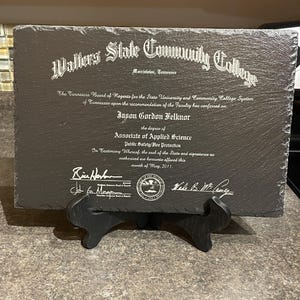 Walters State Community College
Morristown, Tennessee
The Tennessee Board of Regents for the State University and Community College System
of Tennessee upon the recommendation of the Faculty has conferred on
Jason Gordon Felknor
the degree of
Associate of Applied Science
Public Safety/Fire Protection
In Testimony Whereof, the seal of the State and signatures as
authorized are hereunto affixed this
month of May, 2011.